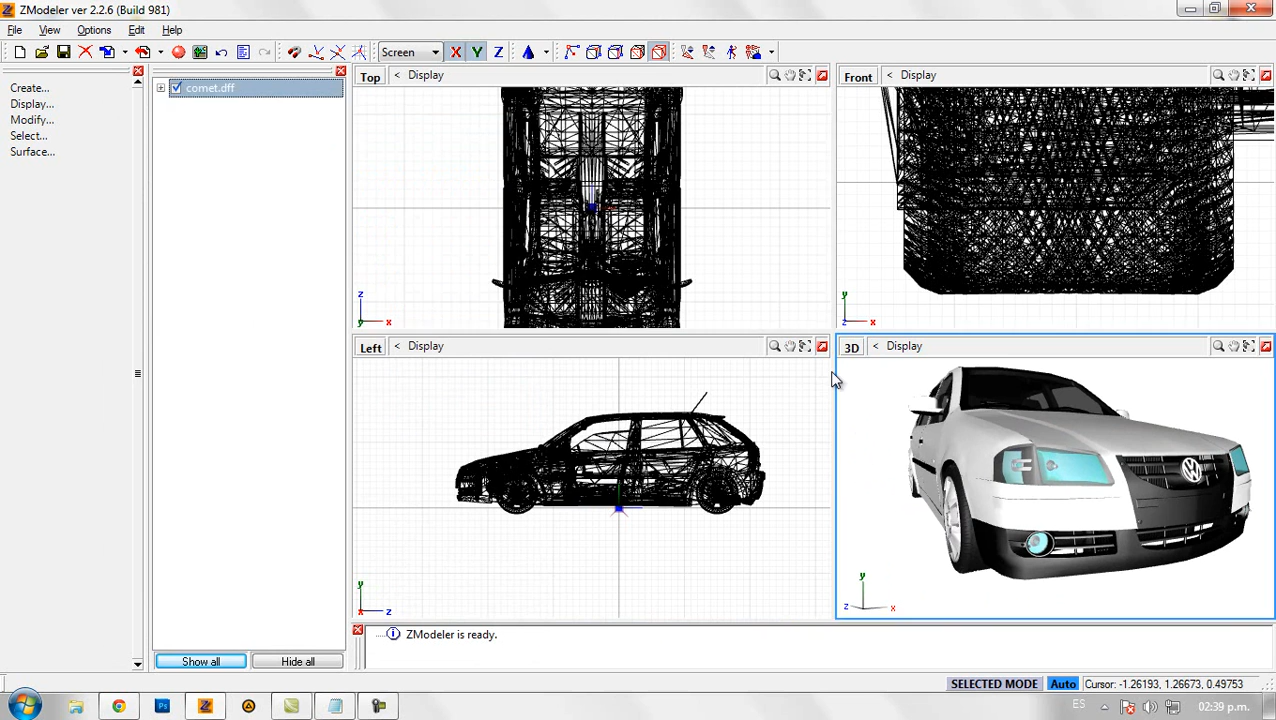 ZModeler ver 2.2.6 (Build 981)
File View Options Edit Help
Screen X Y Z
Create...
Display...
Modify...
Select...
Surface...
comet.dff
Show all Hide all
Top < Display
z
y x
Front < Display
y
z x
Left < Display
y
x z
3D < Display
y
z x
ZModeler is ready.
SELECTED MODE Auto Cursor: -1.26193, 1.26673, 0.49753
ES 02:39 p.m.